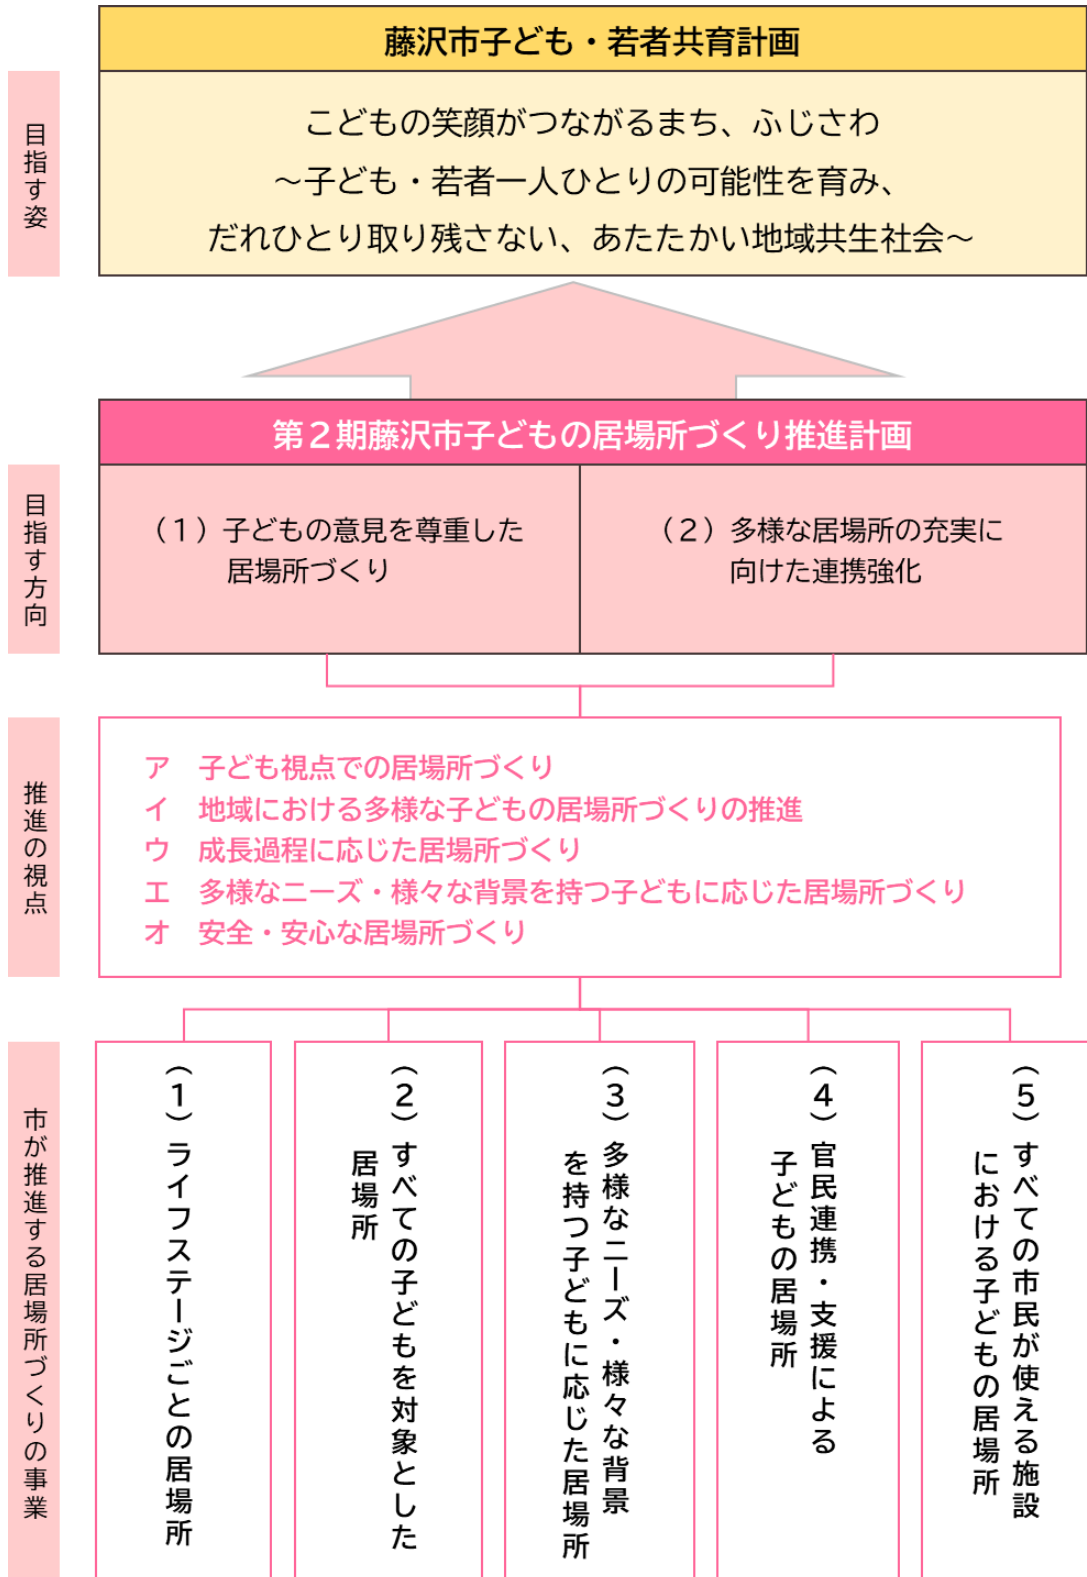 藤沢市子ども・若者共育計画
目指す姿
こどもの笑顔がつながるまち、ふじさわ
～子ども・若者一人ひとりの可能性を育み、
だれひとり取り残さない、あたたかい地域共生社会～
第２期藤沢市子どもの居場所づくり推進計画
目指す方向
（１）子どもの意見を尊重した
居場所づくり
（２）多様な居場所の充実に
向けた連携強化
推進の視点
ア　子ども視点での居場所づくり
イ　地域における多様な子どもの居場所づくりの推進
ウ　成長過程に応じた居場所づくり
エ　多様なニーズ・様々な背景を持つ子どもに応じた居場所づくり
オ　安全・安心な居場所づくり
市が推進する居場所づくりの事業
（１）ライフステージごとの居場所
（２）すべての子どもを対象とした
居場所
（３）多様なニーズ・様々な背景
を持つ子どもに応じた居場所
（４）官民連携・支援による
子どもの居場所
（５）すべての市民が使える施設
における子どもの居場所